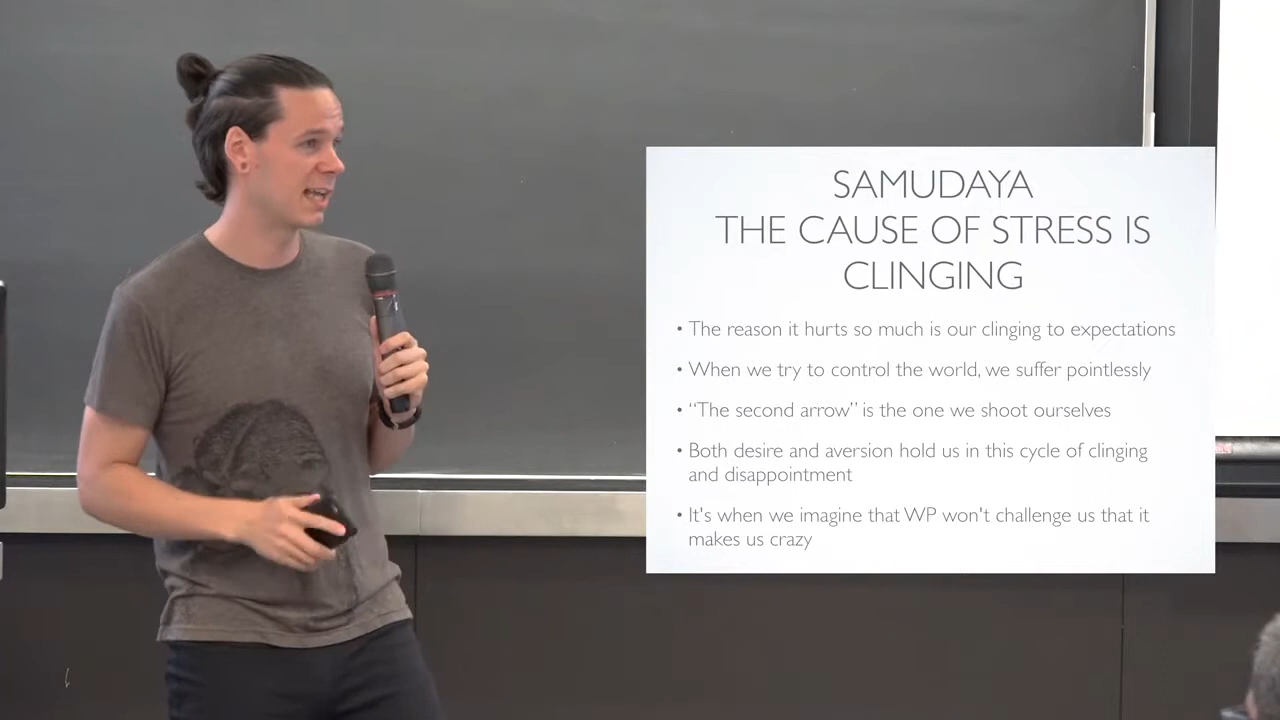 SAMUDAYA
THE CAUSE OF STRESS IS
CLINGING
• The reason it hurts so much is our clinging to expectations
• When we try to control the world, we suffer pointlessly
• “The second arrow” is the one we shoot ourselves
• Both desire and aversion hold us in this cycle of clinging
and disappointment
• It's when we imagine that WP won't challenge us that it
makes us crazy